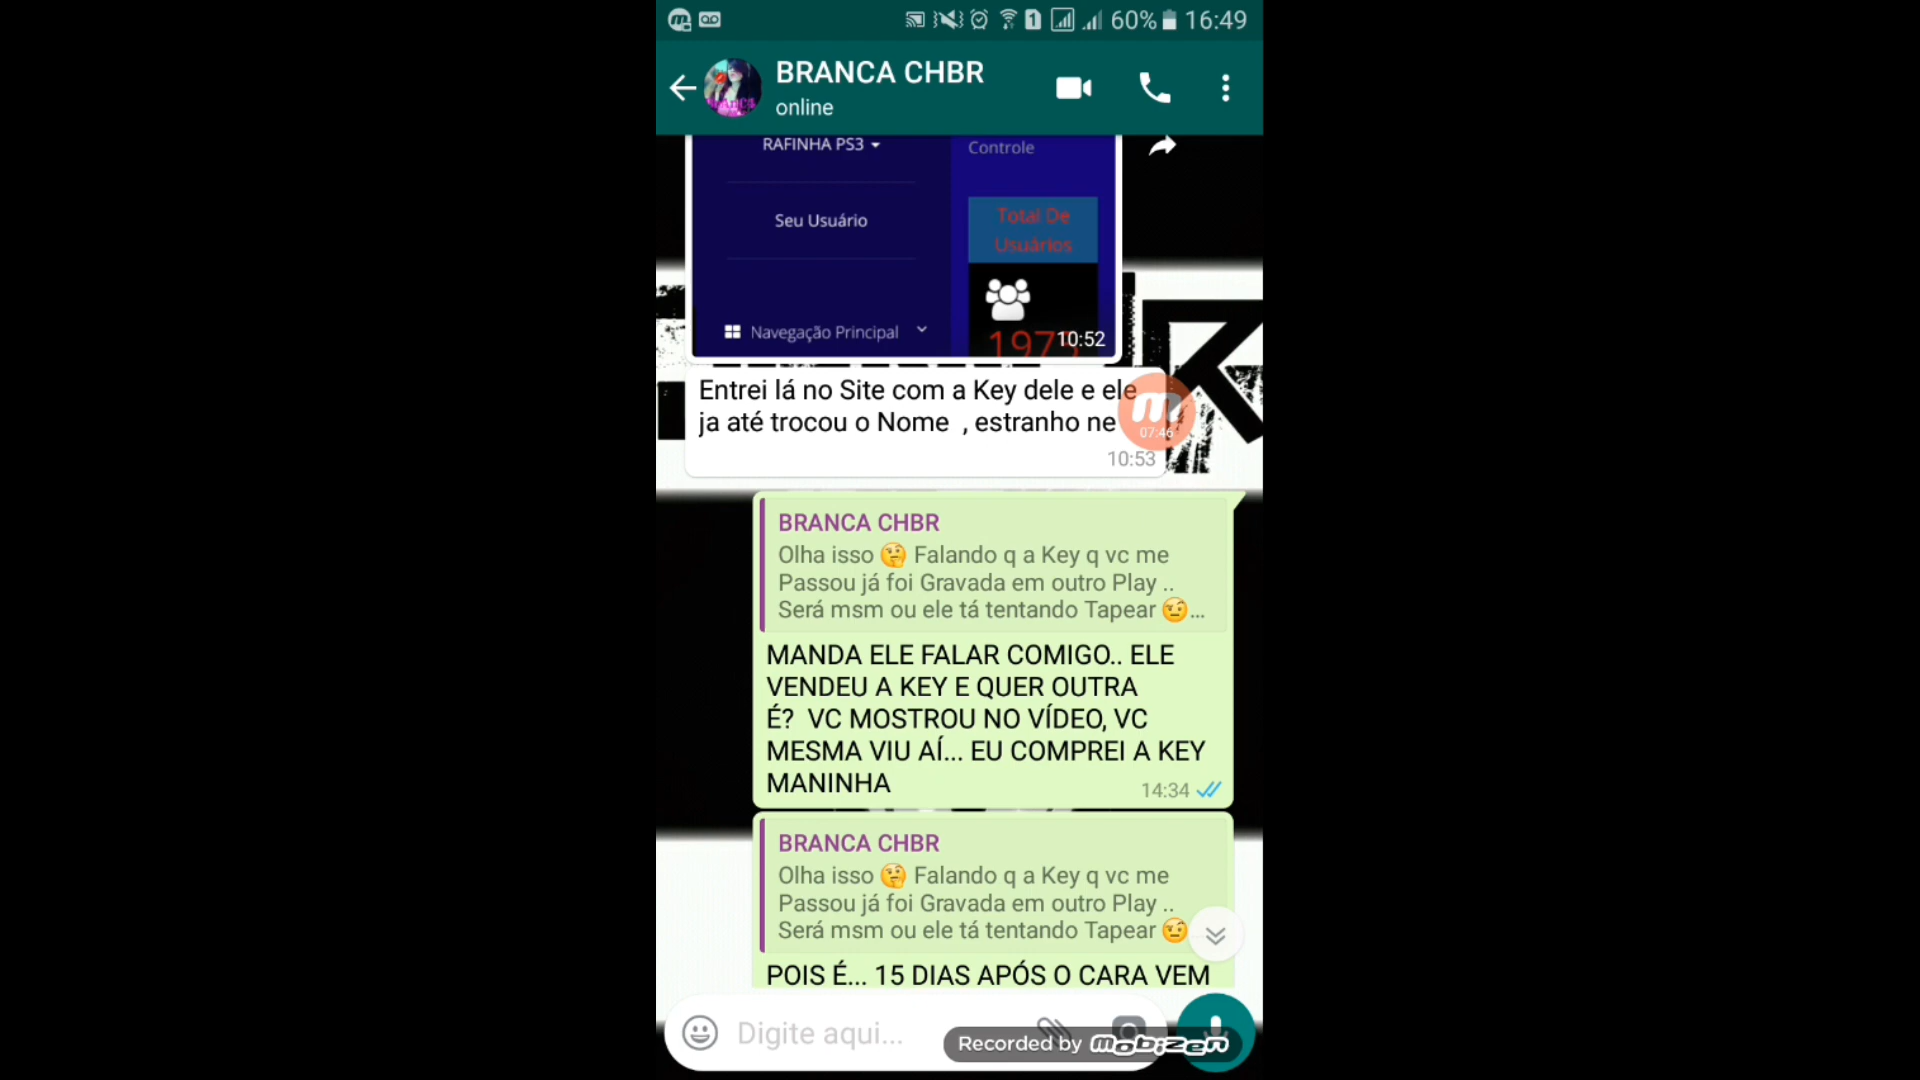 60% 16:49
BRANCA CHBR
online
RAFINHA PS3
Controle
Seu Usuário
Total De
Usuários
Navegação Principal
1973
10:52
Entrei lá no Site com a Key dele e ele
ja até trocou o Nome , estranho ne
07:46
10:53
BRANCA CHBR
Olha isso 🤔 Falando q a Key q vc me
Passou já foi Gravada em outro Play ..
Será msm ou ele tá tentando Tapear 🤨...
MANDA ELE FALAR COMIGO.. ELE
VENDEU A KEY E QUER OUTRA
É? VC MOSTROU NO VÍDEO, VC
MESMA VIU AÍ... EU COMPREI A KEY
MANINHA
14:34
BRANCA CHBR
Olha isso 🤔 Falando q a Key q vc me
Passou já foi Gravada em outro Play ..
Será msm ou ele tá tentando Tapear 🤨
POIS É... 15 DIAS APÓS O CARA VEM
Digite aqui...
Recorded by mobizen